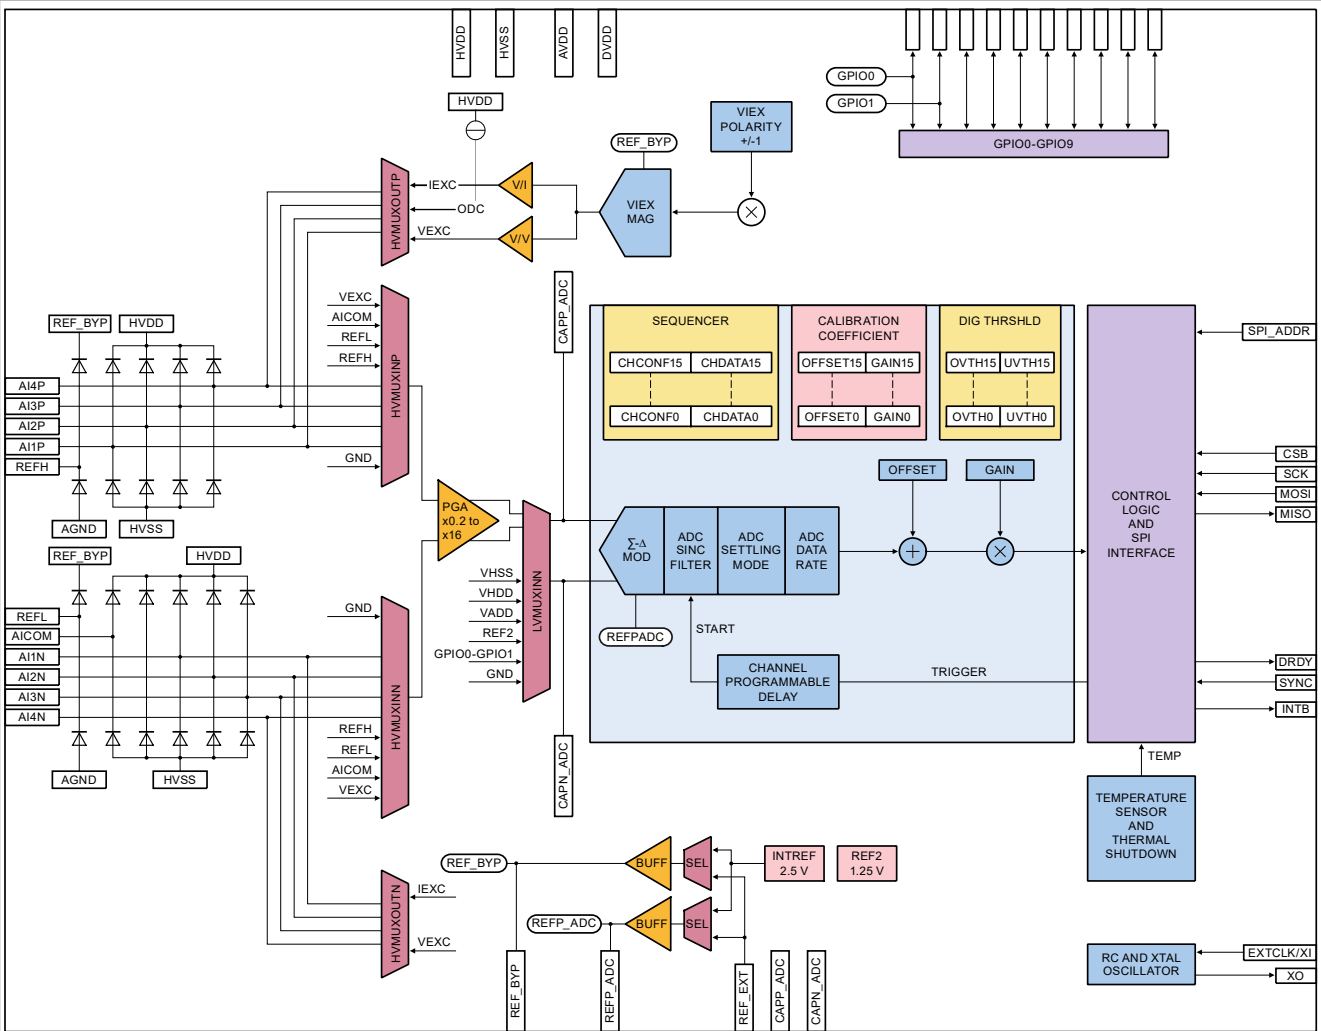 HVDD
HVSS
AVDD
DVDD
GPIO0
GPIO1
GPIO0-GPIO9
HVDD
REF_BYP
VIEX
POLARITY
+/-1
HVMUXOUTP
IEXC
ODC
VEXC
V/I
V/V
VIEX
MAG
VEXC
AICOM
REFL
REFH
GND
HVMUXINP
CAPP_ADC
REF_BYP
HVDD
AI4P
AI3P
AI2P
AI1P
REFH
AGND
HVSS
SEQUENCER
CHCONF15
CHDATA15
CHCONF0
CHDATA0
CALIBRATION
COEFFICIENT
OFFSET15
GAIN15
OFFSET0
GAIN0
DIG THRSHLD
OVTH15
UVTH15
OVTH0
UVTH0
SPI_ADDR
CSB
SCK
MOSI
MISO
CONTROL
LOGIC
AND
SPI
INTERFACE
OFFSET
GAIN
PGA
x0.2 to
x16
Σ-Δ
MOD
ADC
SINC
FILTER
ADC
SETTLING
MODE
ADC
DATA
RATE
+
REF_BYP
HVDD
REFL
AICOM
AI1N
AI2N
AI3N
AI4N
AGND
HVSS
GND
HVMUXINN
REFH
REFL
AICOM
VEXC
VHSS
VHDD
VADD
REF2
GPIO0-GPIO1
GND
LVMUXINN
REFPADC
START
CHANNEL
PROGRAMMABLE
DELAY
TRIGGER
DRDY
SYNC
INTB
CAPN_ADC
TEMP
TEMPERATURE
SENSOR
AND
THERMAL
SHUTDOWN
REF_BYP
BUFF
SEL
INTREF
2.5 V
REF2
1.25 V
HVMUXOUTN
IEXC
VEXC
REFP_ADC
BUFF
SEL
REF_BYP
REFP_ADC
REF_EXT
CAPP_ADC
CAPN_ADC
RC AND XTAL
OSCILLATOR
EXTCLK/XI
XO